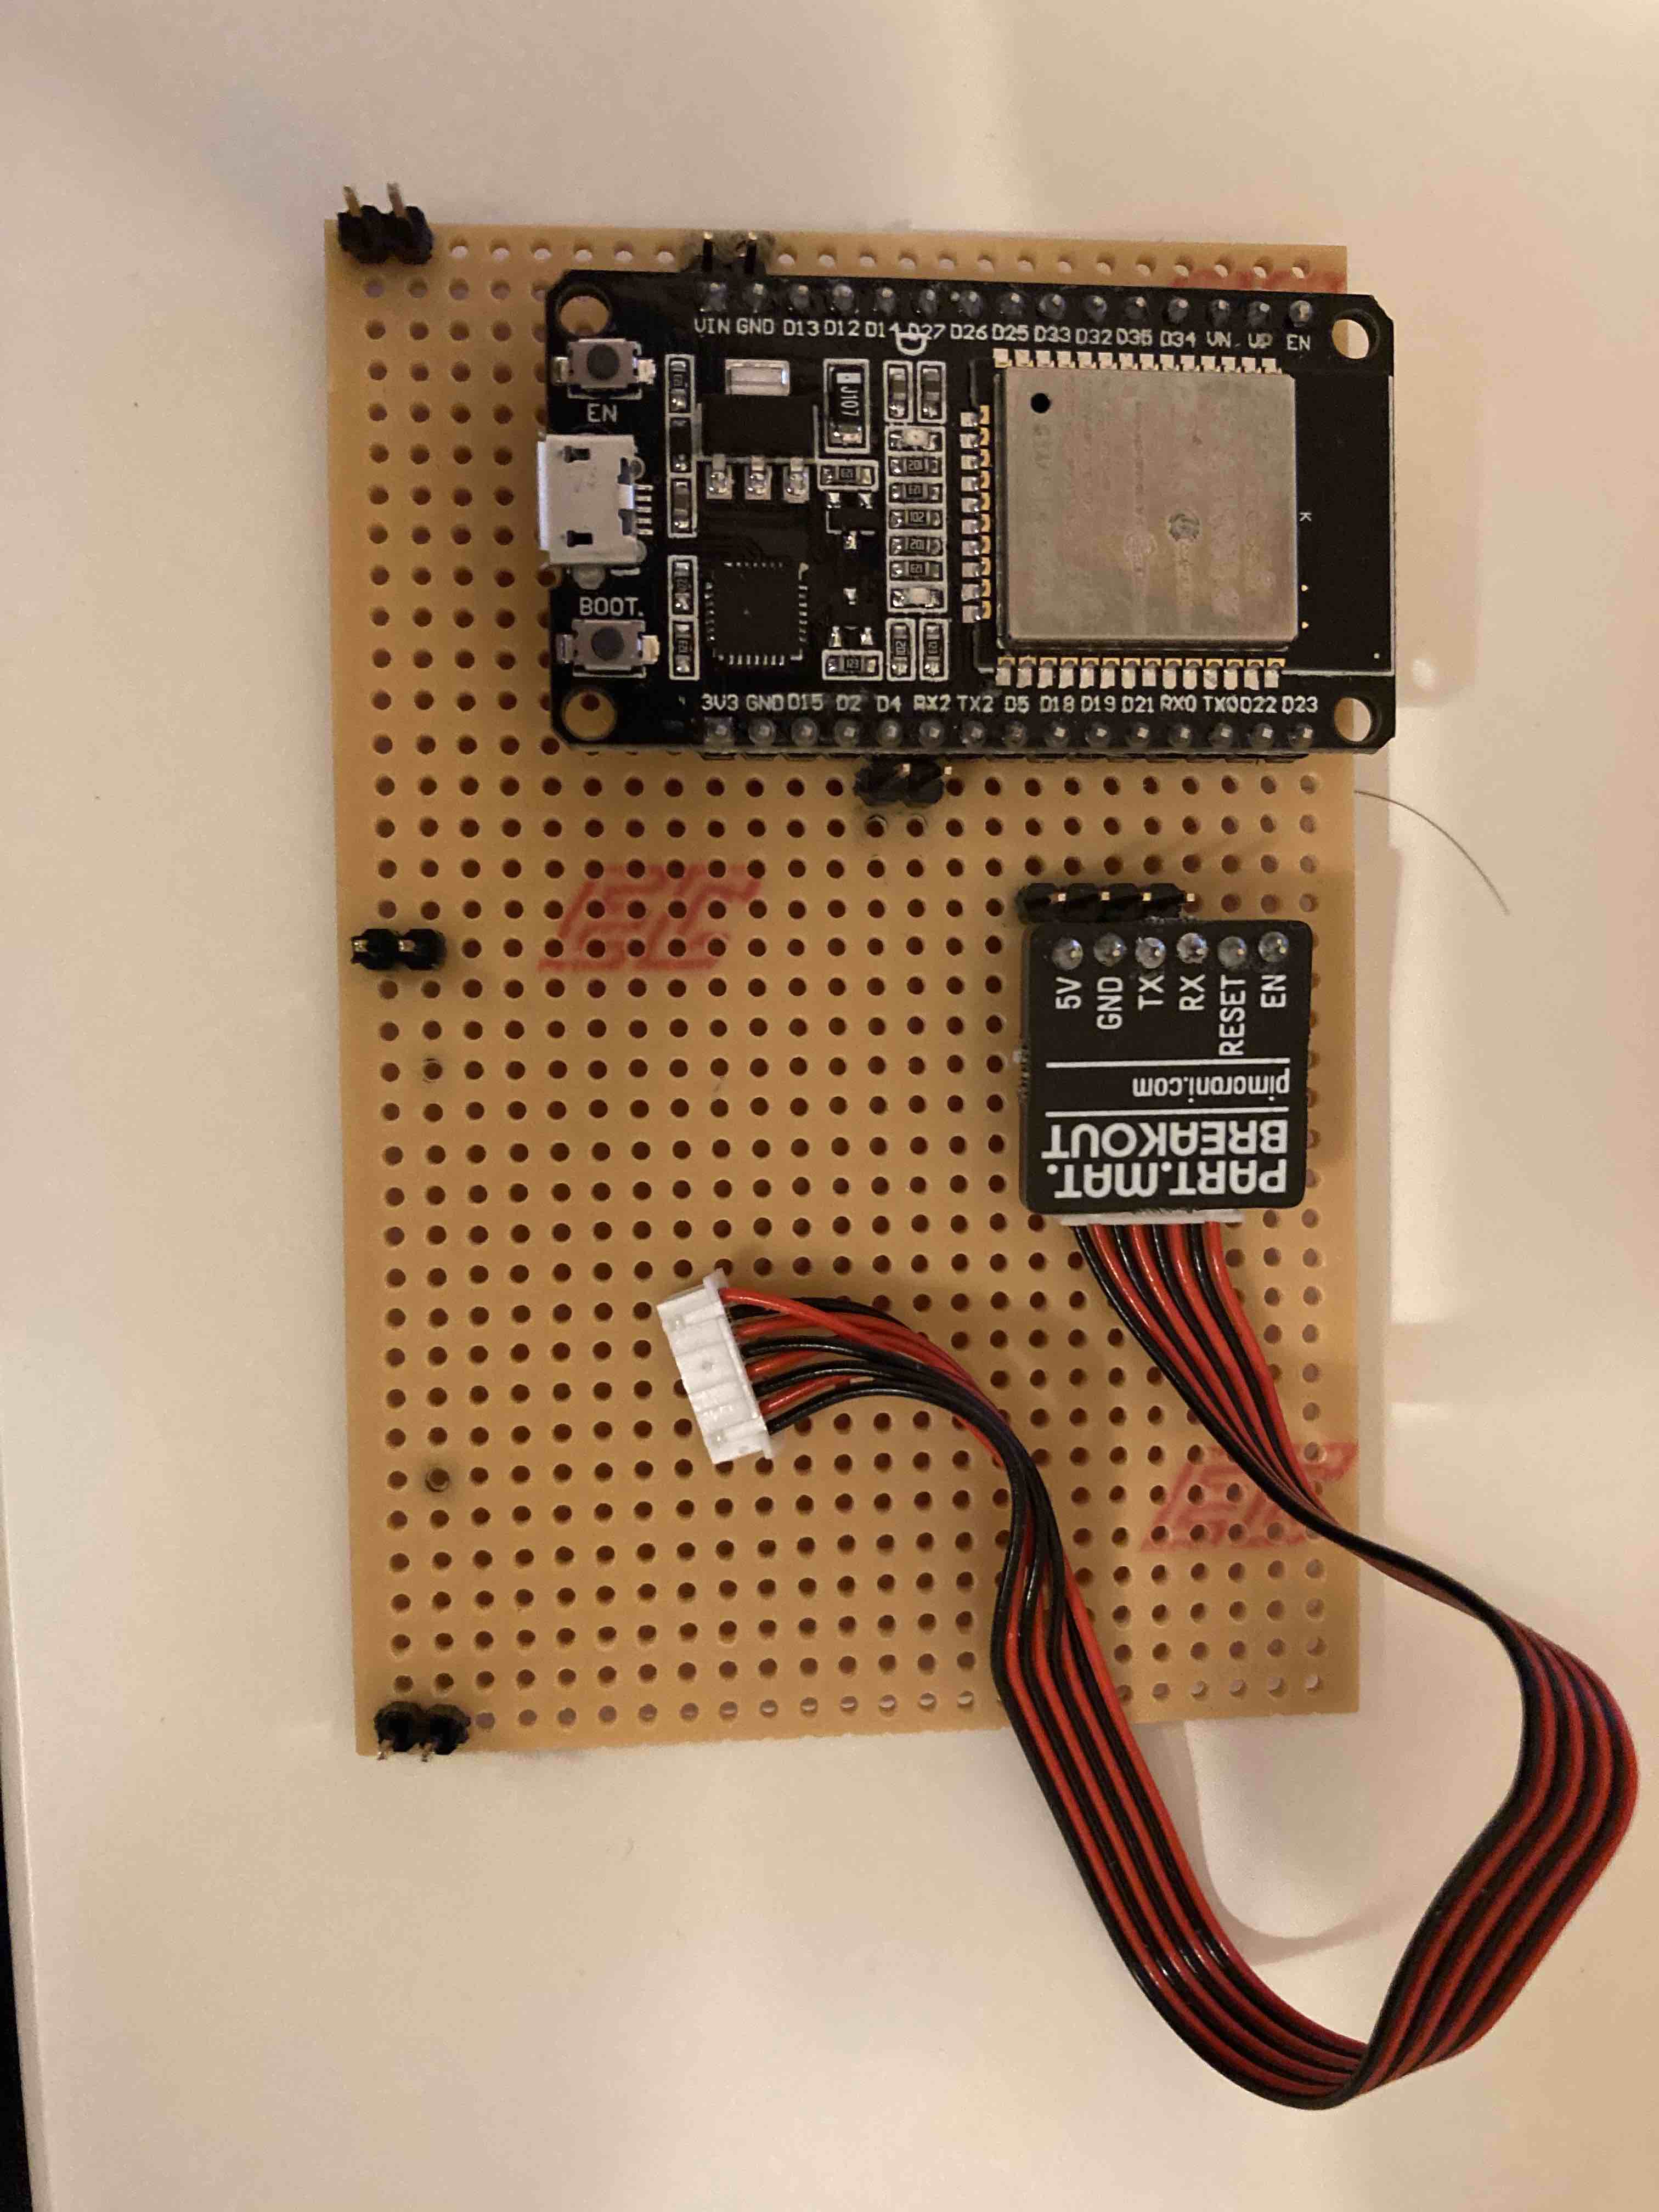 VIN GND D13 D12 D14 D27 D26 D25 D33 D32 D35 D34 VN VP EN
EN
J107
BOOT.
3V3 GND D15 D2 D4 RX2 TX2 D5 D18 D19 D21 RX0 TX0 D22 D23
5V
GND
TX
RX
RESET
EN
PART.MAT.
BREAKOUT
pimoroni.com